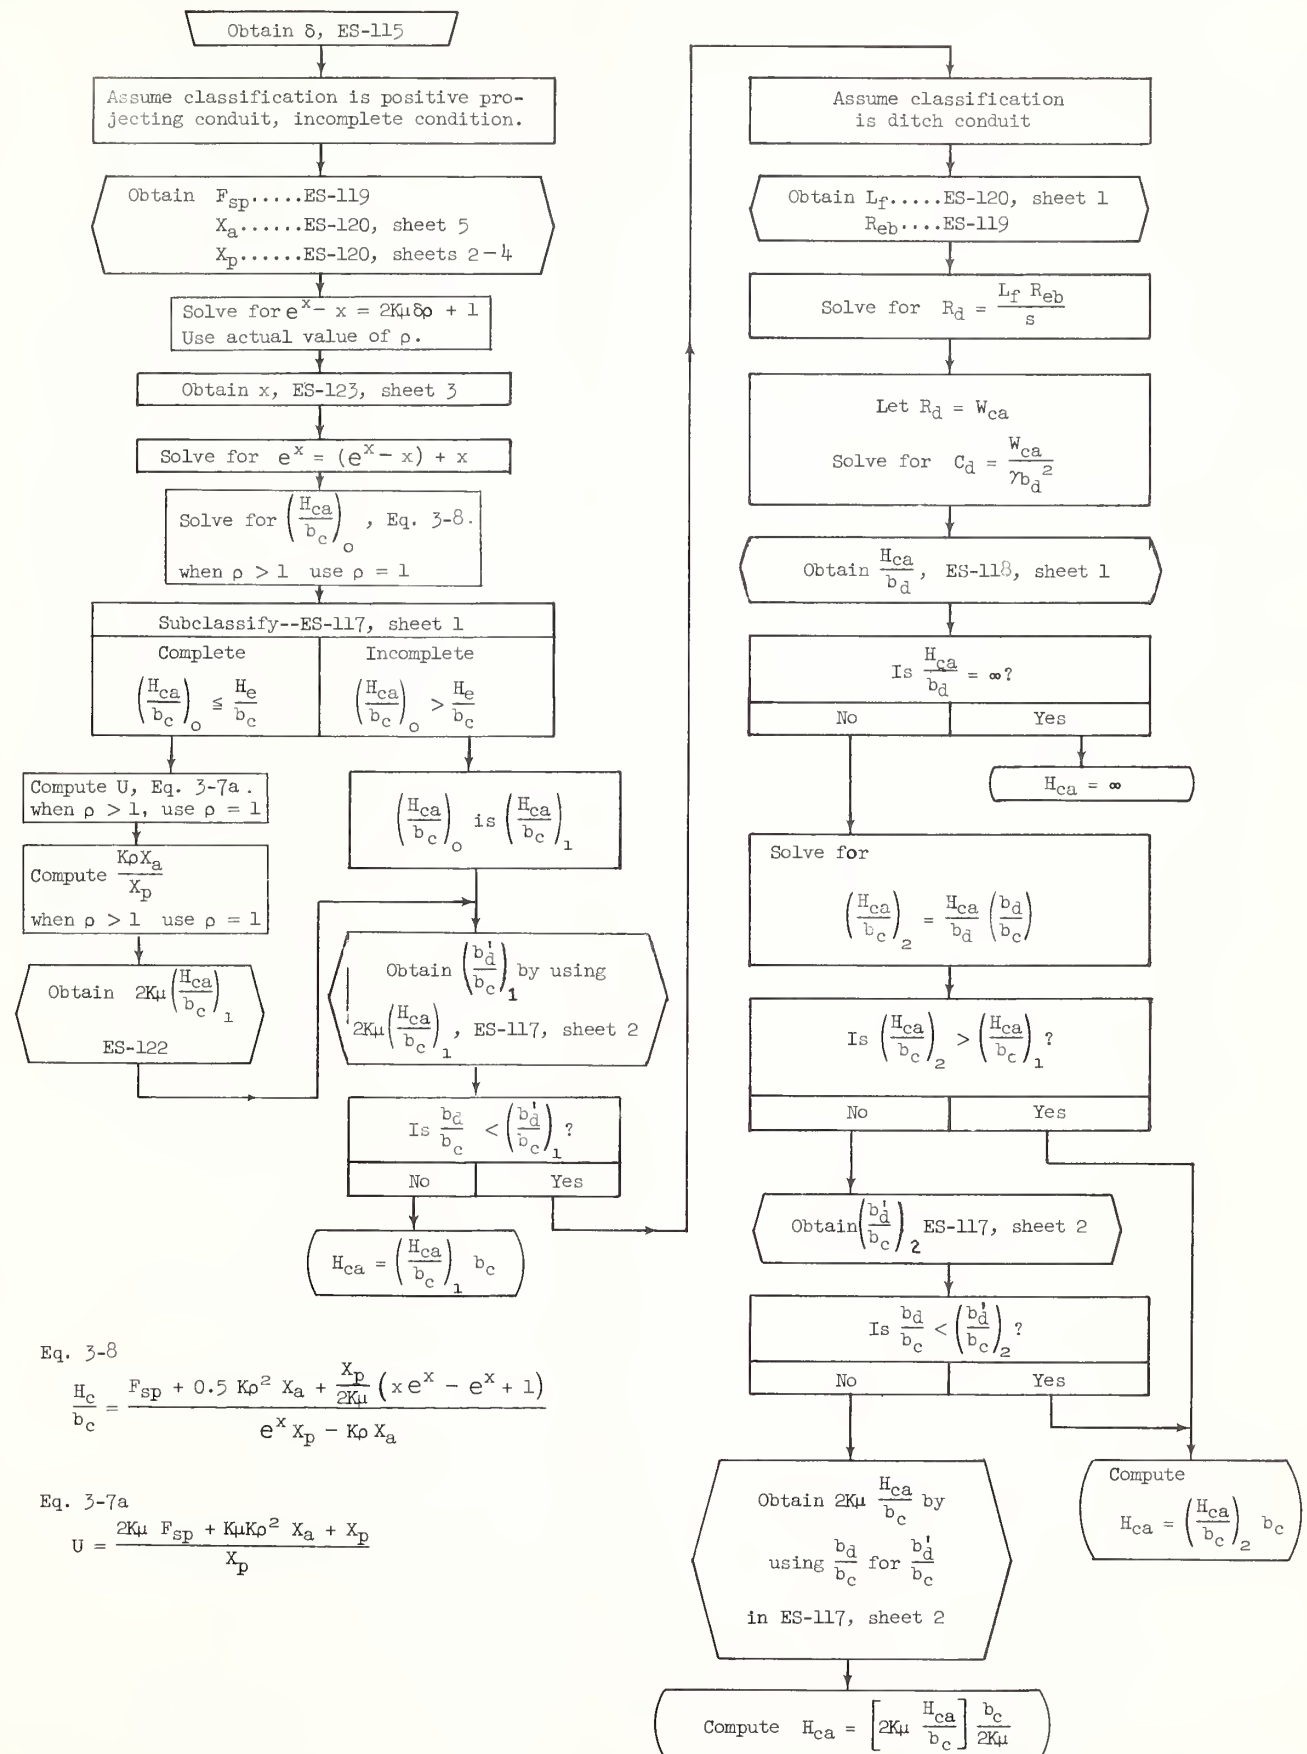 Obtain δ, ES-115
Assume classification is positive pro-
jecting conduit, incomplete condition.
Obtain F_sp.....ES-119
X_a......ES-120, sheet 5
X_p......ES-120, sheets 2-4
Solve for e^x - x = 2Kμδρ + 1
Use actual value of ρ.
Obtain x, ES-123, sheet 3
Solve for e^x = (e^x - x) + x
Solve for (H_ca/b_c)_o , Eq. 3-8.
when ρ > 1 use ρ = 1
Subclassify--ES-117, sheet 1
Complete
(H_ca/b_c)_o ≦ H_e/b_c
Incomplete
(H_ca/b_c)_o > H_e/b_c
Compute U, Eq. 3-7a.
when ρ > 1, use ρ = 1
Compute KρX_a/X_p
when ρ > 1 use ρ = 1
Obtain 2Kμ(H_ca/b_c)_1
ES-122
(H_ca/b_c)_o is (H_ca/b_c)_1
Obtain (b'_d/b_c)_1 by using
2Kμ(H_ca/b_c)_1 , ES-117, sheet 2
Is b_d/b_c < (b'_d/b_c)_1 ?
No
Yes
H_ca = (H_ca/b_c)_1 b_c
Eq. 3-8
H_c/b_c = (F_sp + 0.5 Kρ² X_a + X_p/2Kμ (x e^x - e^x + 1))/(e^x X_p - Kρ X_a)
Eq. 3-7a
U = (2Kμ F_sp + KμKρ² X_a + X_p)/X_p
Assume classification
is ditch conduit
Obtain L_f.....ES-120, sheet 1
R_eb....ES-119
Solve for R_d = L_f R_eb/s
Let R_d = W_ca
Solve for C_d = W_ca/γb_d²
Obtain H_ca/b_d, ES-118, sheet 1
Is H_ca/b_d = ∞?
No
Yes
H_ca = ∞
Solve for
(H_ca/b_c)_2 = H_ca/b_d (b_d/b_c)
Is (H_ca/b_c)_2 > (H_ca/b_c)_1 ?
No
Yes
Obtain (b'_d/b_c)_2 ES-117, sheet 2
Is b_d/b_c < (b'_d/b_c)_2 ?
No
Yes
Obtain 2Kμ H_ca/b_c by
using b_d/b_c for b'_d/b_c
in ES-117, sheet 2
Compute
H_ca = (H_ca/b_c)_2 b_c
Compute H_ca = [2Kμ H_ca/b_c] b_c/2Kμ